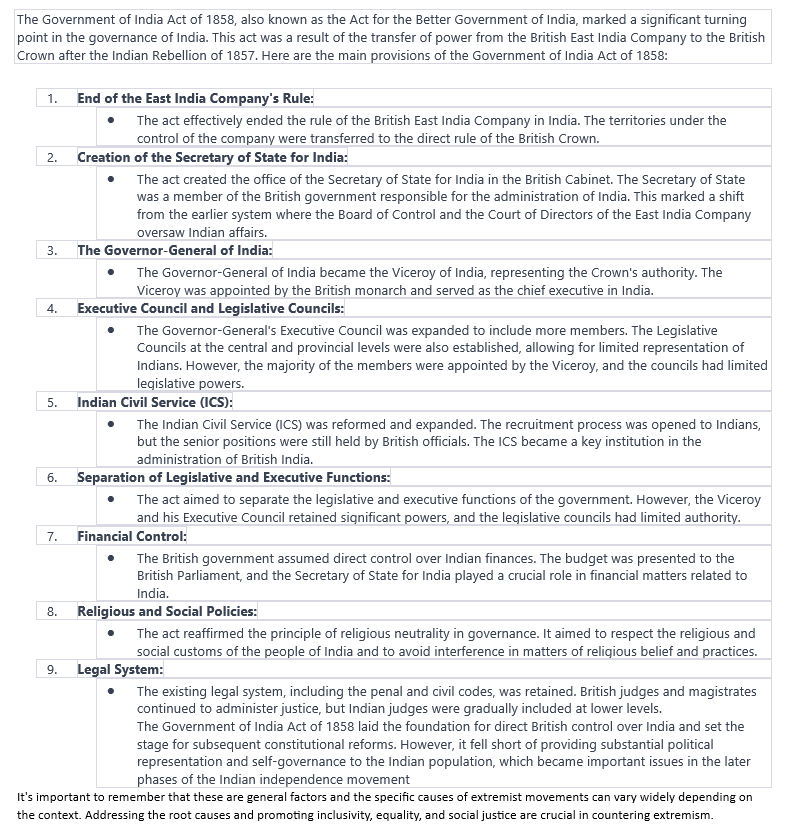 The Government of India Act of 1858, also known as the Act for the Better Government of India, marked a significant turning
point in the governance of India. This act was a result of the transfer of power from the British East India Company to the British
Crown after the Indian Rebellion of 1857. Here are the main provisions of the Government of India Act of 1858:
1. End of the East India Company's Rule:
● The act effectively ended the rule of the British East India Company in India. The territories under the
control of the company were transferred to the direct rule of the British Crown.
2. Creation of the Secretary of State for India:
● The act created the office of the Secretary of State for India in the British Cabinet. The Secretary of State
was a member of the British government responsible for the administration of India. This marked a shift
from the earlier system where the Board of Control and the Court of Directors of the East India Company
oversaw Indian affairs.
3. The Governor-General of India:
● The Governor-General of India became the Viceroy of India, representing the Crown's authority. The
Viceroy was appointed by the British monarch and served as the chief executive in India.
4. Executive Council and Legislative Councils:
● The Governor-General's Executive Council was expanded to include more members. The Legislative
Councils at the central and provincial levels were also established, allowing for limited representation of
Indians. However, the majority of the members were appointed by the Viceroy, and the councils had limited
legislative powers.
5. Indian Civil Service (ICS):
● The Indian Civil Service (ICS) was reformed and expanded. The recruitment process was opened to Indians,
but the senior positions were still held by British officials. The ICS became a key institution in the
administration of British India.
6. Separation of Legislative and Executive Functions:
● The act aimed to separate the legislative and executive functions of the government. However, the Viceroy
and his Executive Council retained significant powers, and the legislative councils had limited authority.
7. Financial Control:
● The British government assumed direct control over Indian finances. The budget was presented to the
British Parliament, and the Secretary of State for India played a crucial role in financial matters related to
India.
8. Religious and Social Policies:
● The act reaffirmed the principle of religious neutrality in governance. It aimed to respect the religious and
social customs of the people of India and to avoid interference in matters of religious belief and practices.
9. Legal System:
● The existing legal system, including the penal and civil codes, was retained. British judges and magistrates
continued to administer justice, but Indian judges were gradually included at lower levels.
The Government of India Act of 1858 laid the foundation for direct British control over India and set the
stage for subsequent constitutional reforms. However, it fell short of providing substantial political
representation and self-governance to the Indian population, which became important issues in the later
phases of the Indian independence movement
It's important to remember that these are general factors and the specific causes of extremist movements can vary widely depending on
the context. Addressing the root causes and promoting inclusivity, equality, and social justice are crucial in countering extremism.